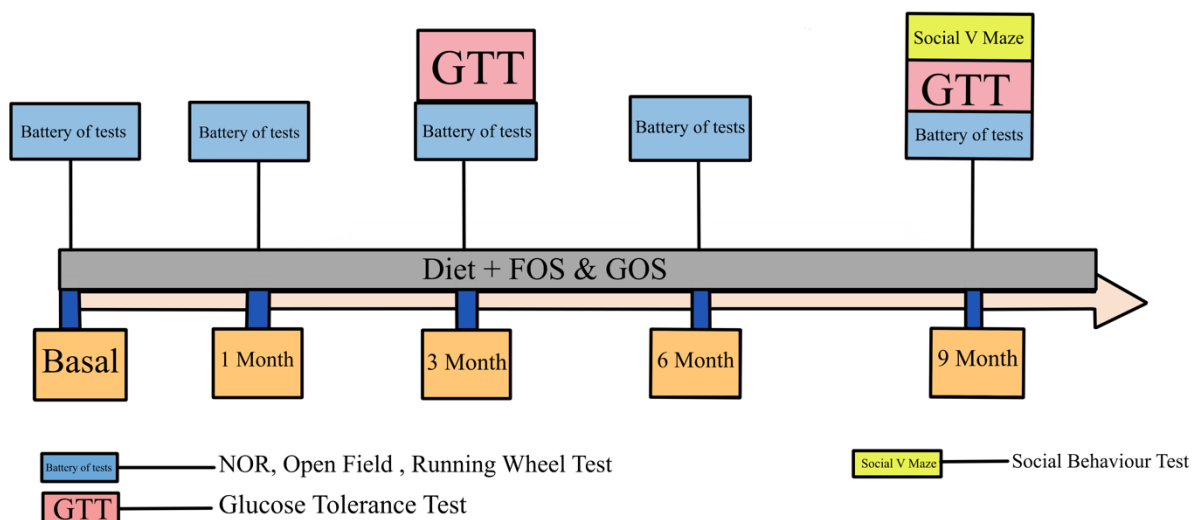 Social V Maze
GTT
GTT
Battery of tests
Battery of tests
Battery of tests
Battery of tests
Battery of tests
Diet + FOS & GOS
Basal
1 Month
3 Month
6 Month
9 Month
Battery of tests
NOR, Open Field , Running Wheel Test
Social V Maze
Social Behaviour Test
GTT
Glucose Tolerance Test